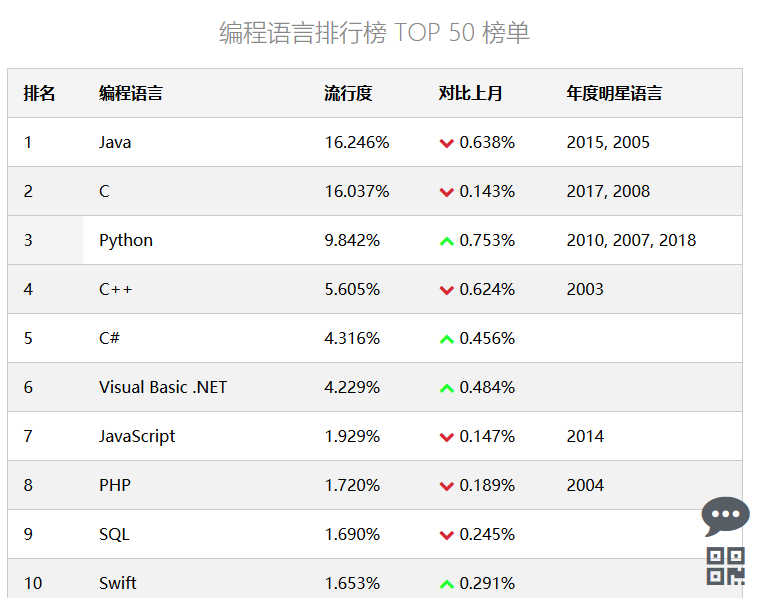 编程语言排行榜 TOP 50 榜单
排名 编程语言 流行度 对比上月 年度明星语言
1 Java 16.246% 0.638% 2015, 2005
2 C 16.037% 0.143% 2017, 2008
3 Python 9.842% 0.753% 2010, 2007, 2018
4 C++ 5.605% 0.624% 2003
5 C# 4.316% 0.456%
6 Visual Basic .NET 4.229% 0.484%
7 JavaScript 1.929% 0.147% 2014
8 PHP 1.720% 0.189% 2004
9 SQL 1.690% 0.245%
10 Swift 1.653% 0.291%